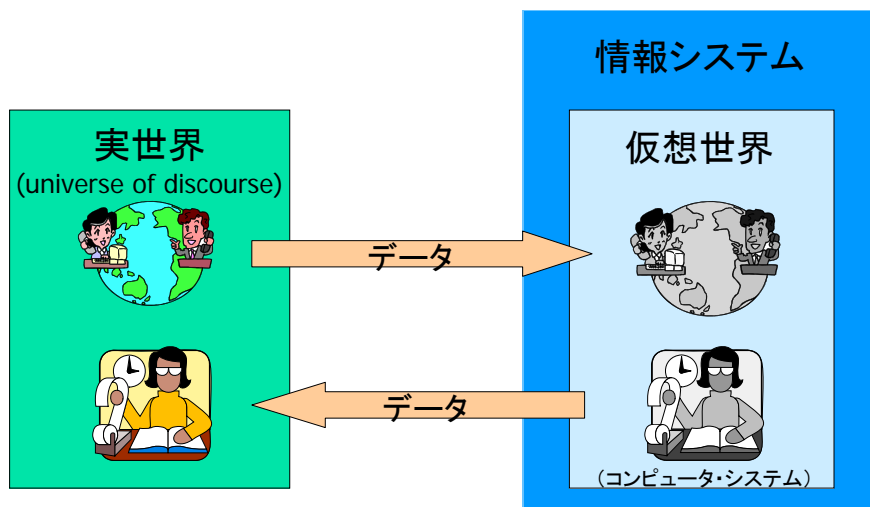 情報システム
実世界
(universe of discourse)
仮想世界
データ
データ
（コンピュータ・システム）